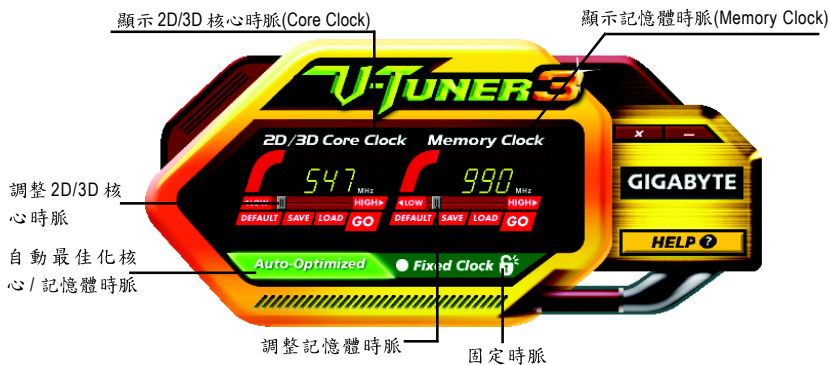 顯示 2D/3D 核心時脈(Core Clock)
顯示記憶體時脈(Memory Clock)
V-TUNER3
2D/3D Core Clock
Memory Clock
547 MHz
990 MHz
◄LOW HIGH►
◄LOW HIGH►
DEFAULT SAVE LOAD GO
DEFAULT SAVE LOAD GO
x –
GIGABYTE
HELP ?
調整 2D/3D 核
心時脈
自動最佳化核
心 / 記憶體時脈
Auto-Optimized
Fixed Clock
調整記憶體時脈
固定時脈